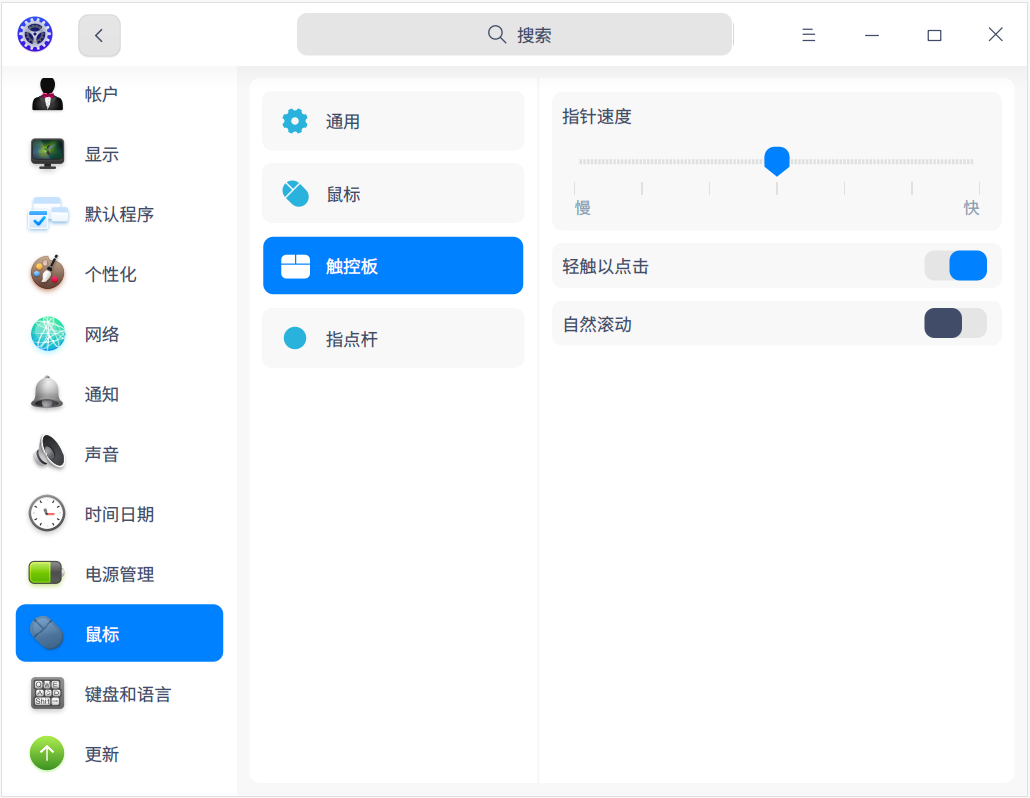 搜索
帐户
显示
默认程序
个性化
网络
通知
声音
时间日期
电源管理
鼠标
键盘和语言
更新
通用
鼠标
触控板
指点杆
指针速度
慢 快
轻触以点击
自然滚动